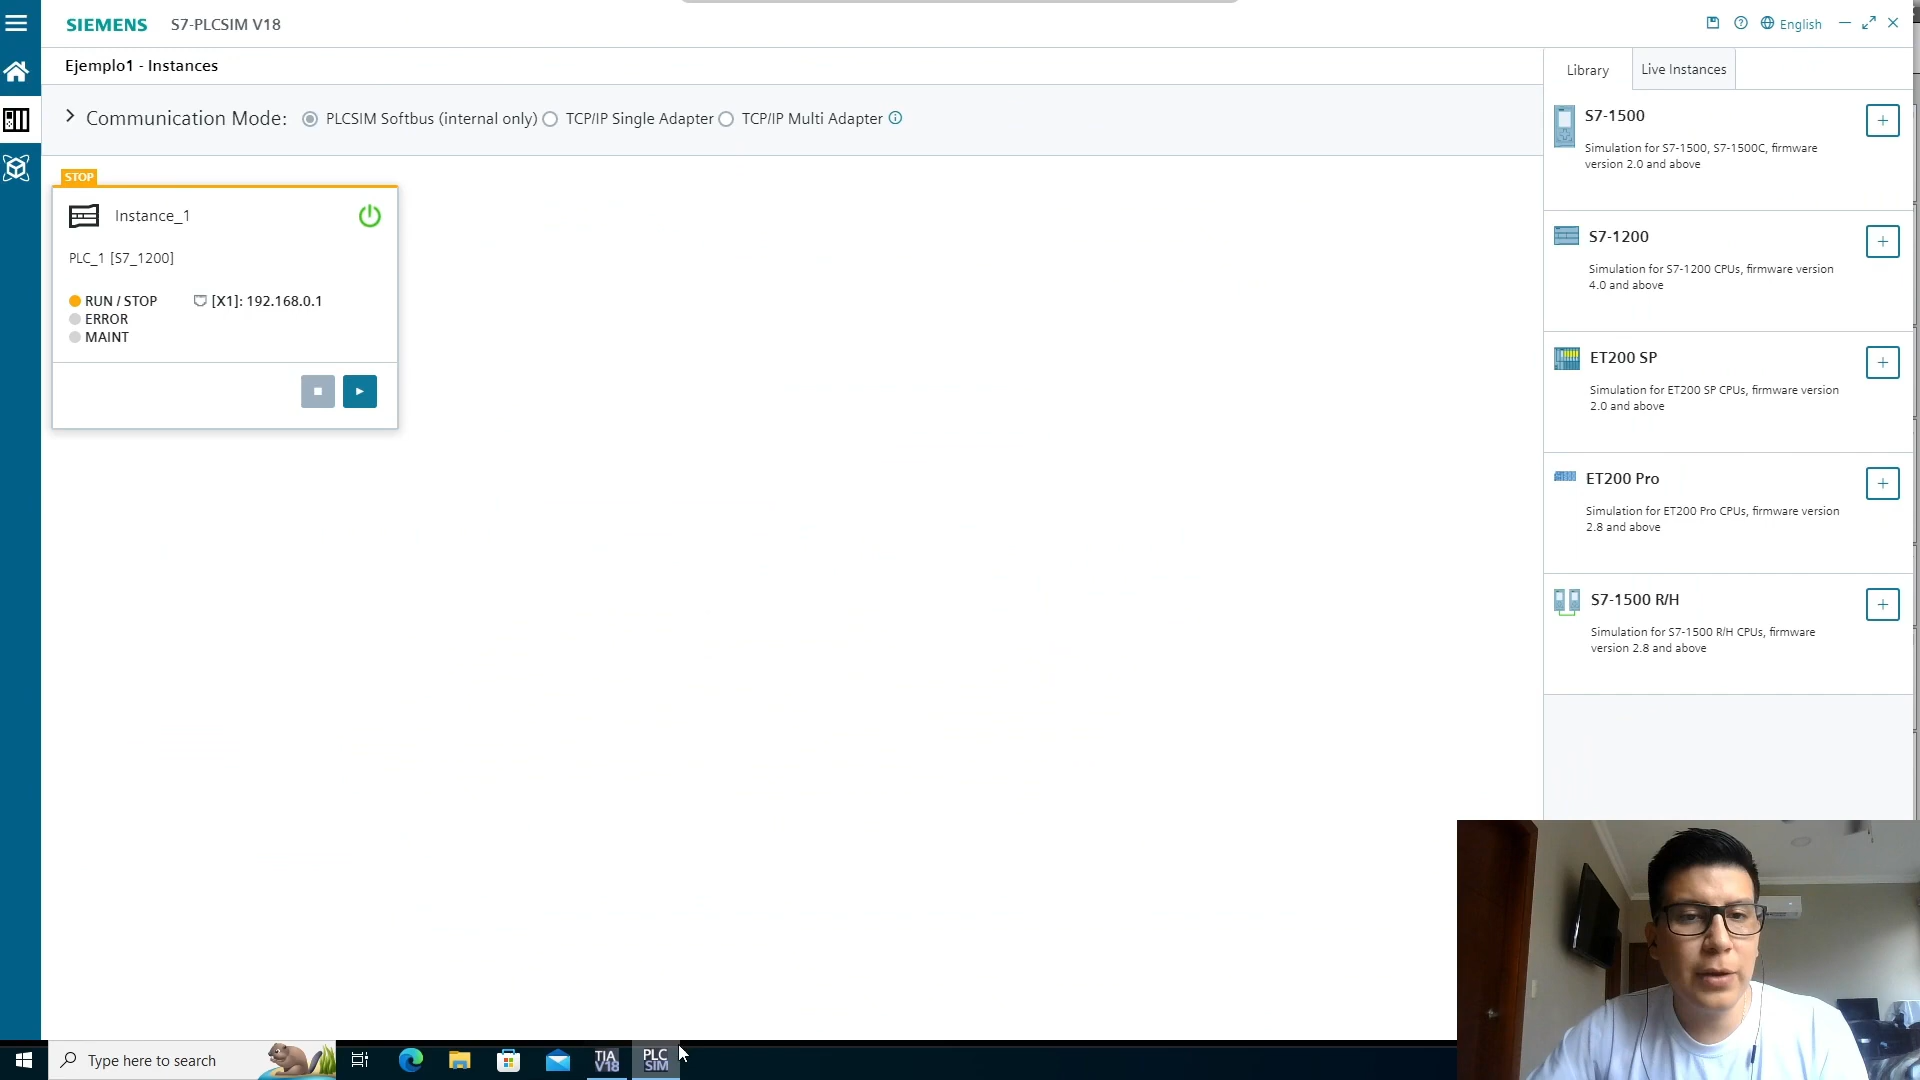 SIEMENS S7-PLCSIM V18
English
Ejemplo1 - Instances
Communication Mode: PLCSIM Softbus (internal only) TCP/IP Single Adapter TCP/IP Multi Adapter
STOP
Instance_1
PLC_1 [S7_1200]
RUN / STOP [X1]: 192.168.0.1
ERROR
MAINT
Library Live Instances
S7-1500
Simulation for S7-1500, S7-1500C, firmware
version 2.0 and above
S7-1200
Simulation for S7-1200 CPUs, firmware version
4.0 and above
ET200 SP
Simulation for ET200 SP CPUs, firmware version
2.0 and above
ET200 Pro
Simulation for ET200 Pro CPUs, firmware version
2.8 and above
S7-1500 R/H
Simulation for S7-1500 R/H CPUs, firmware
version 2.8 and above
Type here to search
TIA
V18
PLC
SIM